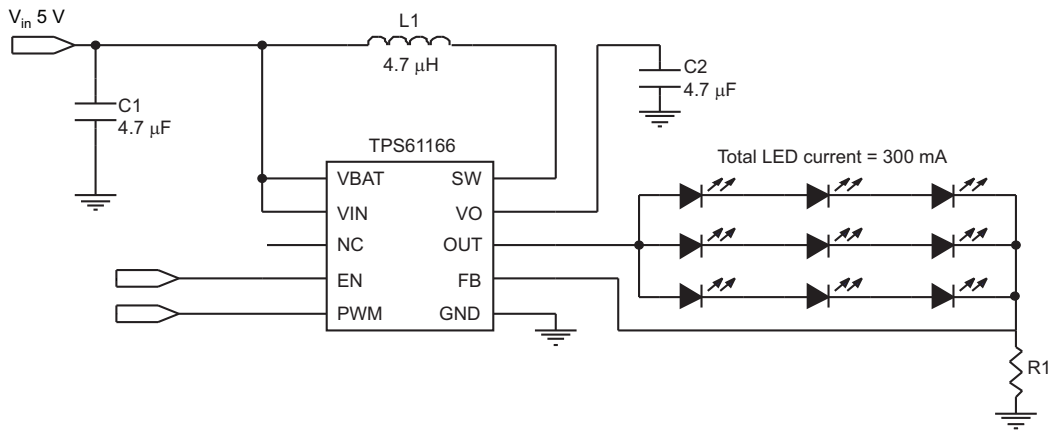 V_in 5 V
L1
4.7 μH
C2
4.7 μF
C1
4.7 μF
TPS61166
Total LED current = 300 mA
VBAT SW
VIN VO
NC OUT
EN FB
PWM GND
R1